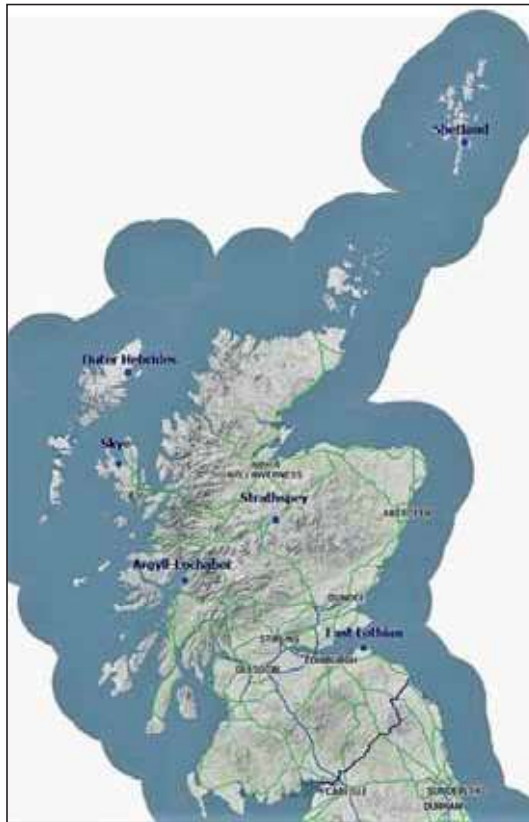 Shetland
Outer Hebrides
Skye
INVERNESS
Strathspey
ABERDEEN
Argyll-Lochaber
DUNDEE
East Lothian
STIRLING
EDINBURGH
GLASGOW
CARLISLE
DURHAM